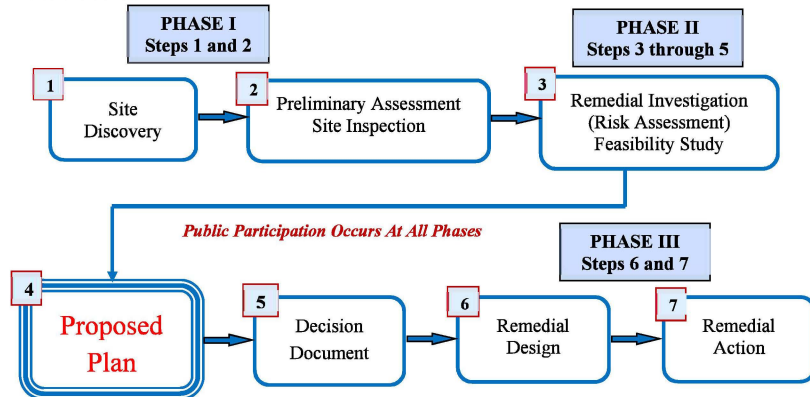 PHASE I
Steps 1 and 2
PHASE II
Steps 3 through 5
1
Site
Discovery
2
Preliminary Assessment
Site Inspection
3
Remedial Investigation
(Risk Assessment)
Feasibility Study
Public Participation Occurs At All Phases
PHASE III
Steps 6 and 7
4
Proposed
Plan
5
Decision
Document
6
Remedial
Design
7
Remedial
Action